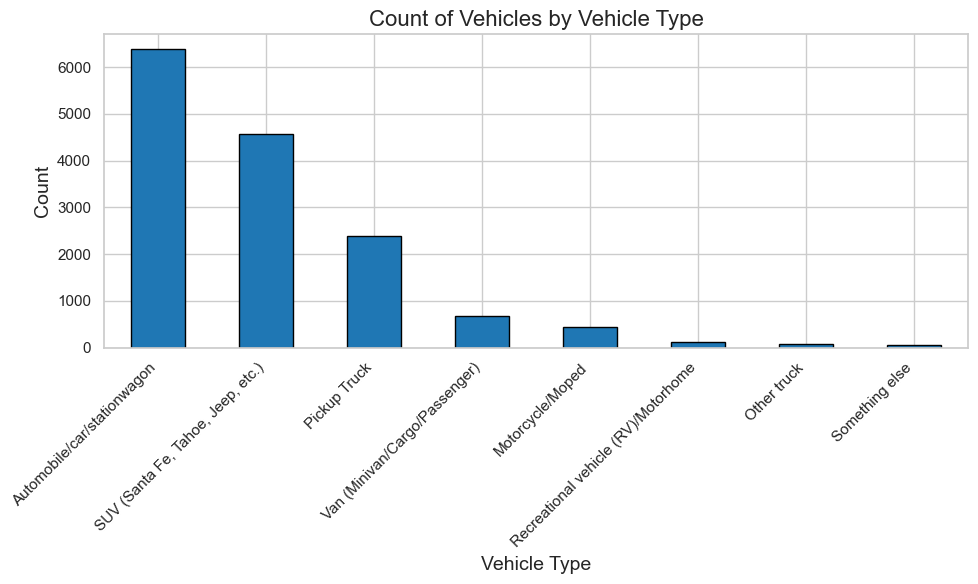 Count of Vehicles by Vehicle Type
Count
6000
5000
4000
3000
2000
1000
0
Automobile/car/stationwagon
SUV (Santa Fe, Tahoe, Jeep, etc.)
Pickup Truck
Van (Minivan/Cargo/Passenger)
Motorcycle/Moped
Recreational vehicle (RV)/Motorhome
Other truck
Something else
Vehicle Type